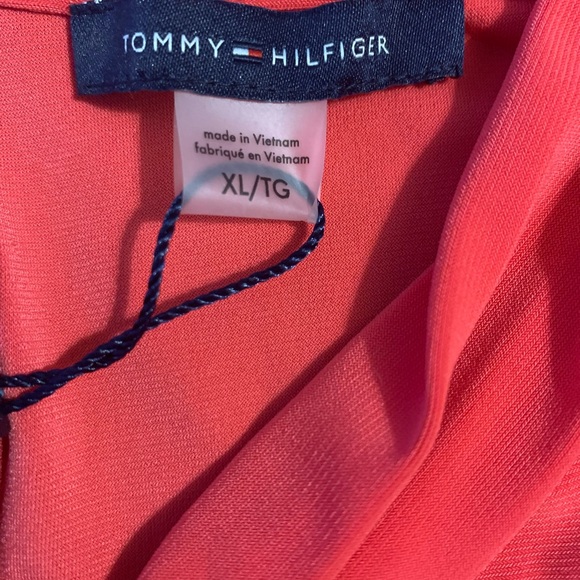 TOMMY HILFIGER
made in Vietnam
fabriqué en Vietnam
XL/TG